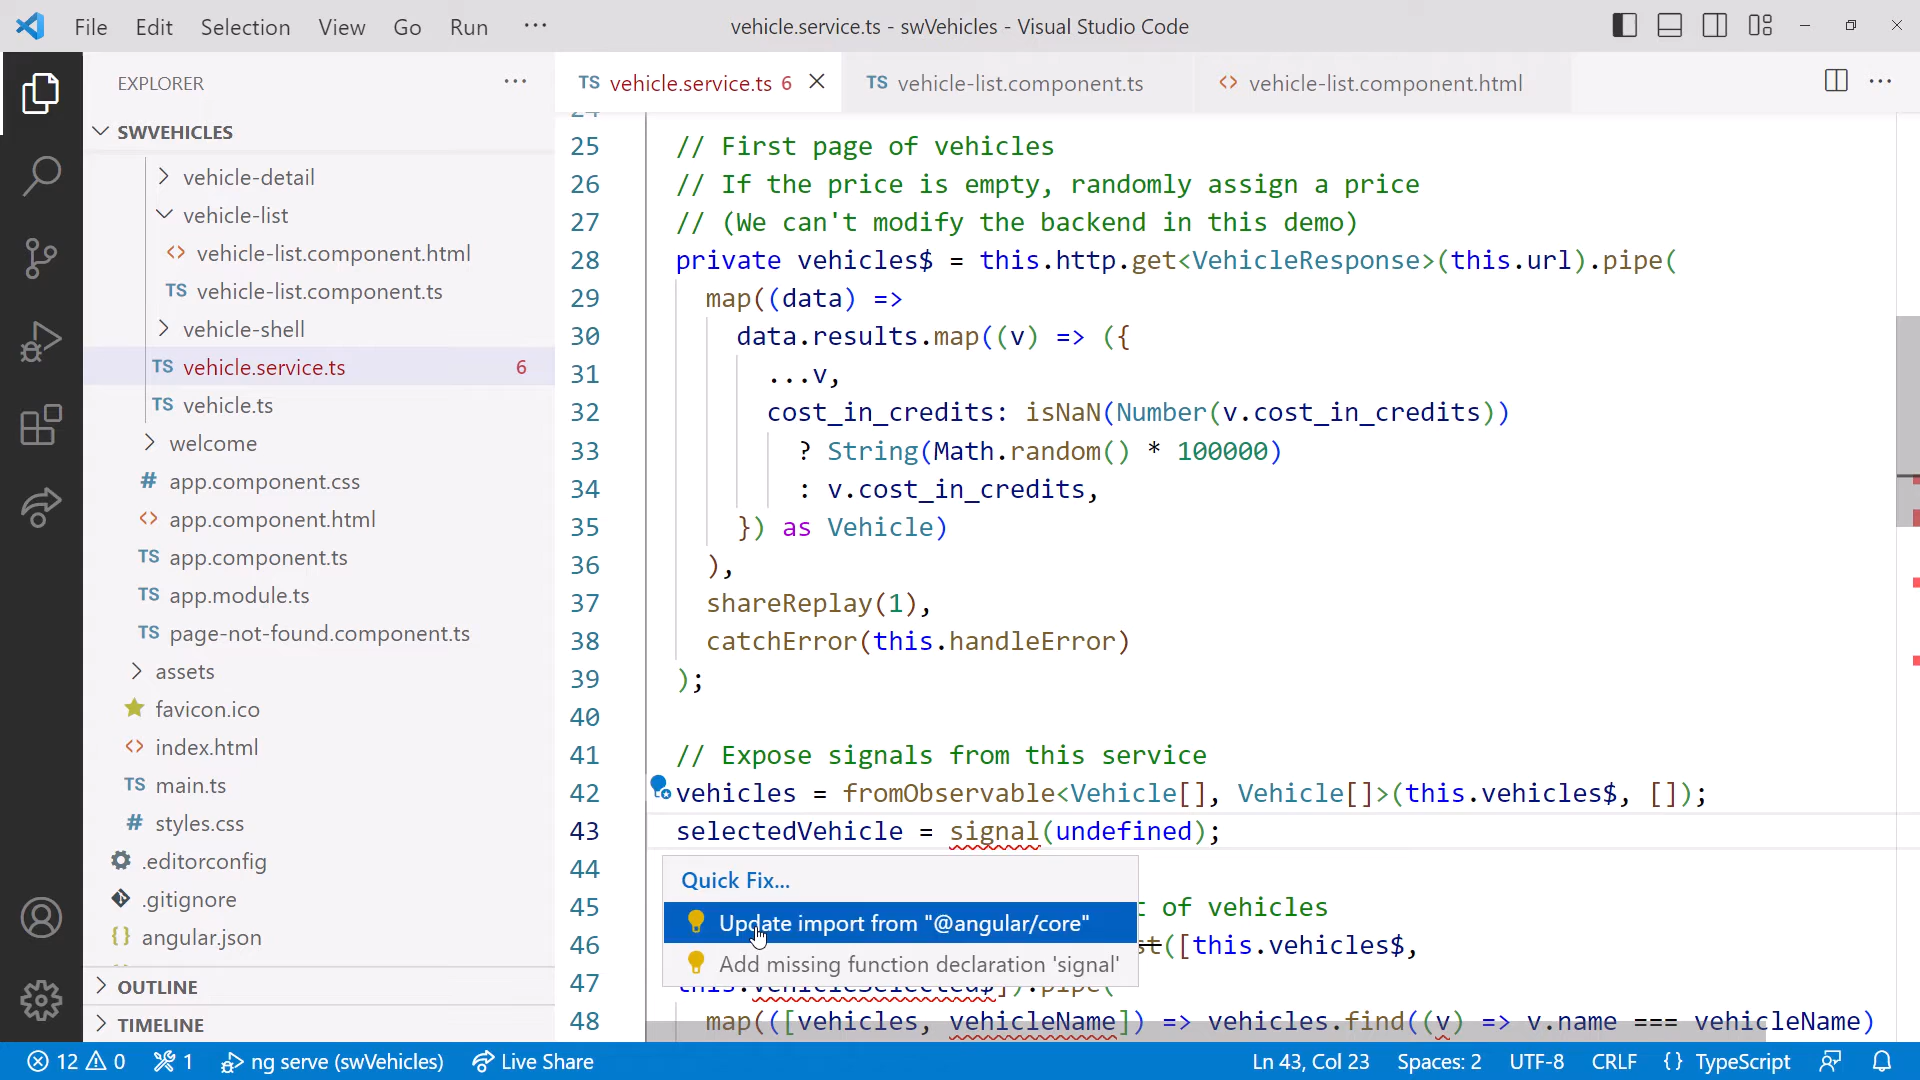 File Edit Selection View Go Run ···
vehicle.service.ts - swVehicles - Visual Studio Code
EXPLORER ···
SWVEHICLES
vehicle-detail
vehicle-list
<> vehicle-list.component.html
TS vehicle-list.component.ts
vehicle-shell
TS vehicle.service.ts 6
TS vehicle.ts
welcome
# app.component.css
<> app.component.html
TS app.component.ts
TS app.module.ts
TS page-not-found.component.ts
assets
favicon.ico
<> index.html
TS main.ts
# styles.css
.editorconfig
.gitignore
{} angular.json
OUTLINE
TIMELINE
TS vehicle.service.ts 6
TS vehicle-list.component.ts
<> vehicle-list.component.html
25 // First page of vehicles
26 // If the price is empty, randomly assign a price
27 // (We can't modify the backend in this demo)
28 private vehicles$ = this.http.get<VehicleResponse>(this.url).pipe(
29 map((data) =>
30 data.results.map((v) => ({
31 ...v,
32 cost_in_credits: isNaN(Number(v.cost_in_credits))
33 ? String(Math.random() * 100000)
34 : v.cost_in_credits,
35 }) as Vehicle)
36 ),
37 shareReplay(1),
38 catchError(this.handleError)
39 );
40
41 // Expose signals from this service
42 vehicles = fromObservable<Vehicle[], Vehicle[]>(this.vehicles$, []);
43 selectedVehicle = signal(undefined);
44
Quick Fix...
Update import from "@angular/core"
Add missing function declaration 'signal'
45 of vehicles
46 ([this.vehicles$,
47 this.vehicleSelected$]).pipe(
48 map(([vehicles, vehicleName]) => vehicles.find((v) => v.name === vehicleName)
12 0 1 ng serve (swVehicles) Live Share
Ln 43, Col 23 Spaces: 2 UTF-8 CRLF {} TypeScript